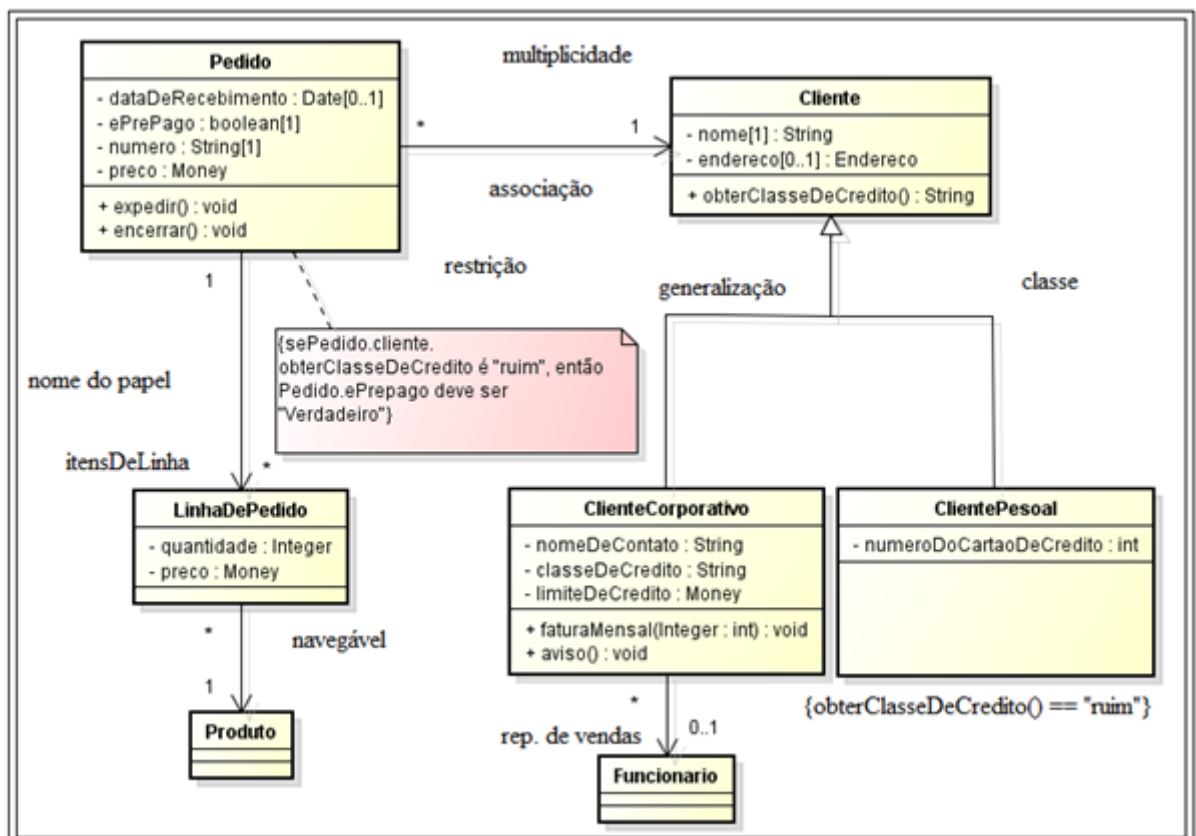 multiplicidade
Pedido
- dataDeRecebimento : Date[0..1]
- ePrePago : boolean[1]
- numero : String[1]
- preco : Money
+ expedir() : void
+ encerrar() : void
*
1
Cliente
- nome[1] : String
- endereco[0..1] : Endereco
+ obterClasseDeCredito() : String
associação
restrição
1
generalização
classe
{sePedido.cliente.
obterClasseDeCredito é "ruim", então
Pedido.ePrepago deve ser
"Verdadeiro"}
nome do papel
itensDeLinha
*
LinhaDePedido
- quantidade : Integer
- preco : Money
ClienteCorporativo
- nomeDeContato : String
- classeDeCredito : String
- limiteDeCredito : Money
+ faturaMensal(Integer : int) : void
+ aviso() : void
ClientePesoal
- numeroDoCartaoDeCredito : int
{obterClasseDeCredito() == "ruim"}
*
navegável
1
Produto
*
rep. de vendas
0..1
Funcionario